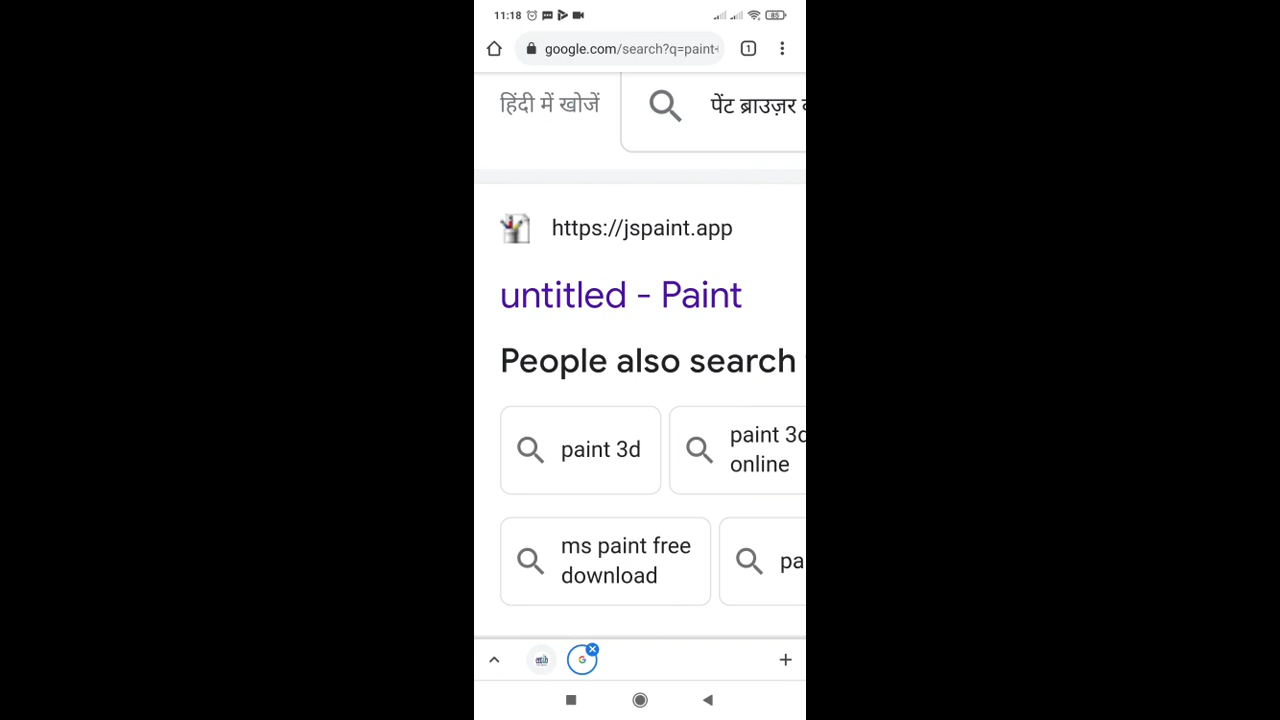 11:18
85
google.com/search?q=paint
1
हिंदी में खोजें
पेंट ब्राउज़र
https://jspaint.app
untitled - Paint
People also search
paint 3d
paint 3d
online
ms paint free
download
pa